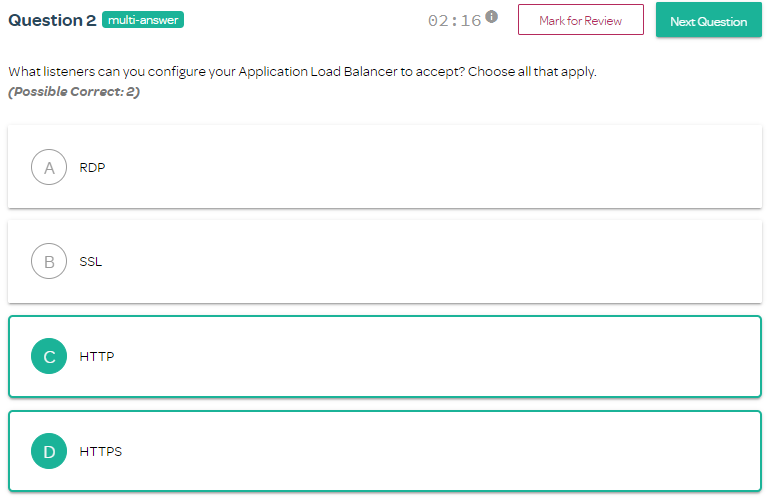 Question 2 multi-answer 02:16 i Mark for Review Next Question
What listeners can you configure your Application Load Balancer to accept? Choose all that apply.
(Possible Correct: 2)
A RDP
B SSL
C HTTP
D HTTPS